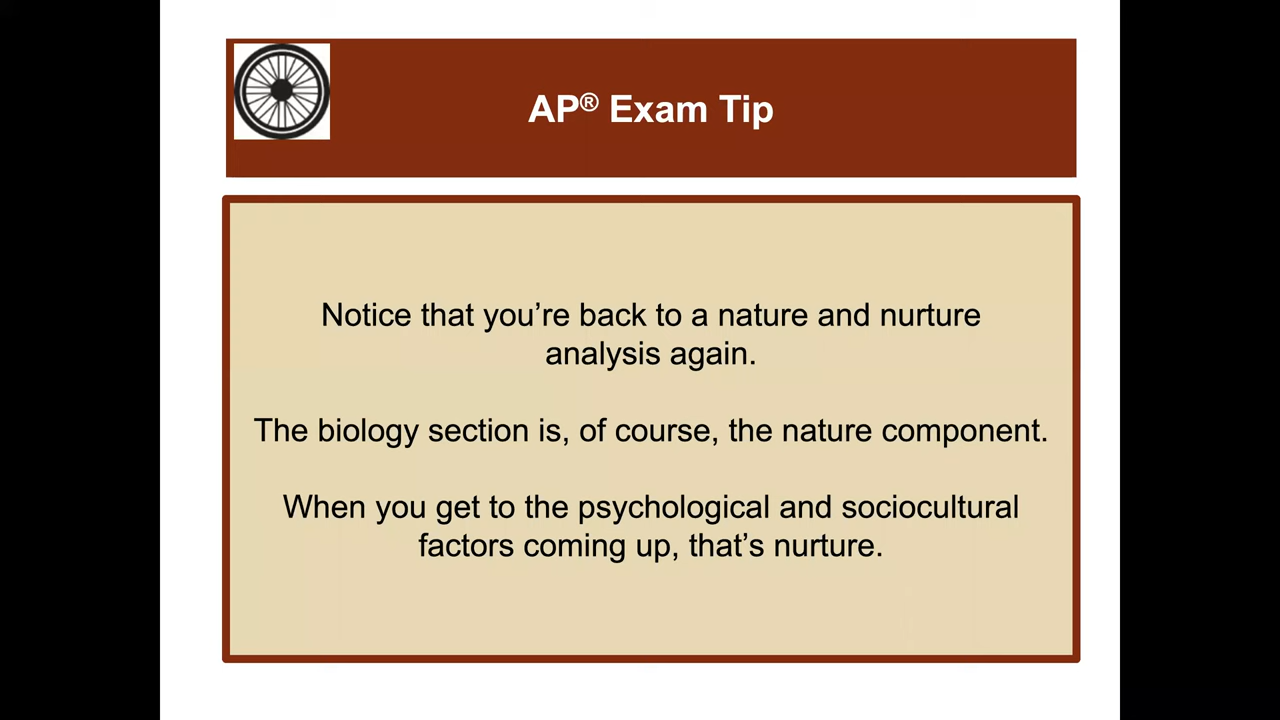 AP® Exam Tip
Notice that you’re back to a nature and nurture
analysis again.
The biology section is, of course, the nature component.
When you get to the psychological and sociocultural
factors coming up, that’s nurture.